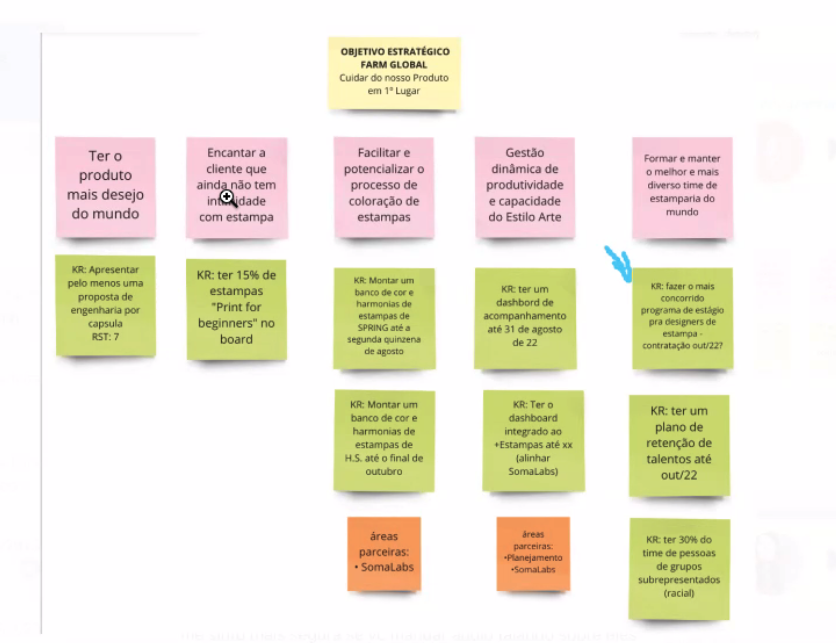 OBJETIVO ESTRATÉGICO
FARM GLOBAL
Cuidar do nosso Produto
em 1º Lugar
Ter o
produto
mais desejo
do mundo
Encantar a
cliente que
ainda não tem
intimidade
com estampa
Facilitar e
potencializar o
processo de
coloração de
estampas
Gestão
dinâmica de
produtividade
e capacidade
do Estilo Arte
Formar e manter
o melhor e mais
diverso time de
estamparia do
mundo
KR: Apresentar
pelo menos uma
proposta de
engenharia por
capsula
RST: 7
KR: ter 15% de
estampas
"Print for
beginners" no
board
KR: Montar um
banco de cor e
harmonias de
estampas de
SPRING até a
segunda quinzena
de agosto
KR: ter um
dashbord de
acompanhamento
até 31 de agosto
de 22
KR: fazer o mais
concorrido
programa de estágio
pra designers de
estampa -
contratação out/22?
KR: Montar um
banco de cor e
harmonias de
estampas de
H.S. até o final de
outubro
KR: Ter o
dashboard
integrado ao
+Estampas até xx
(alinhar
SomaLabs)
KR: ter um
plano de
retenção de
talentos até
out/22
áreas
parceiras:
• SomaLabs
áreas
parceiras:
•Planejamento
•SomaLabs
KR: ter 30% do
time de pessoas
de grupos
subrepresentados
(racial)